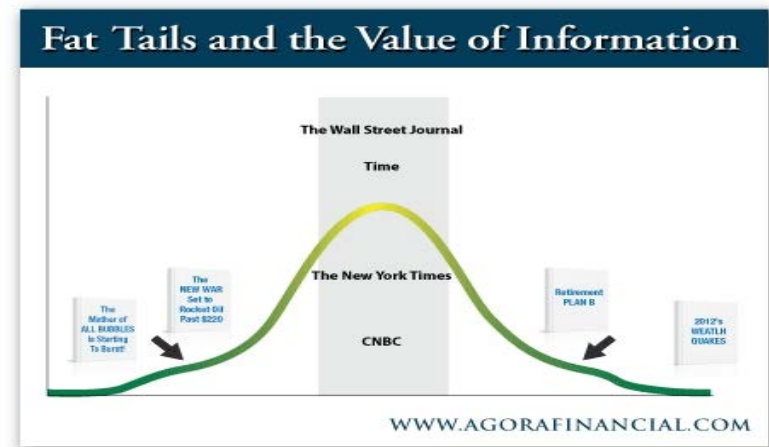 Fat Tails and the Value of Information
The Wall Street Journal
Time
The New York Times
CNBC
The
Mother of
ALL BUBBLES
is Starting
To Burst!
The
NEW WAR
Set to
Rocket Oil
Past $220
Retirement
PLAN B
2012's
WEATLH
QUAKES
WWW.AGORAFINANCIAL.COM